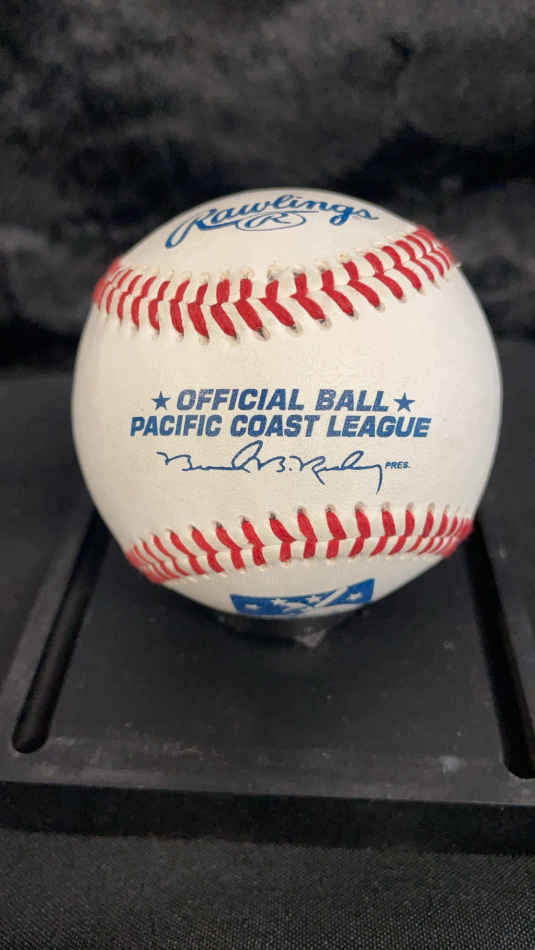 Rawlings
R
★ OFFICIAL BALL ★
PACIFIC COAST LEAGUE
PRES.